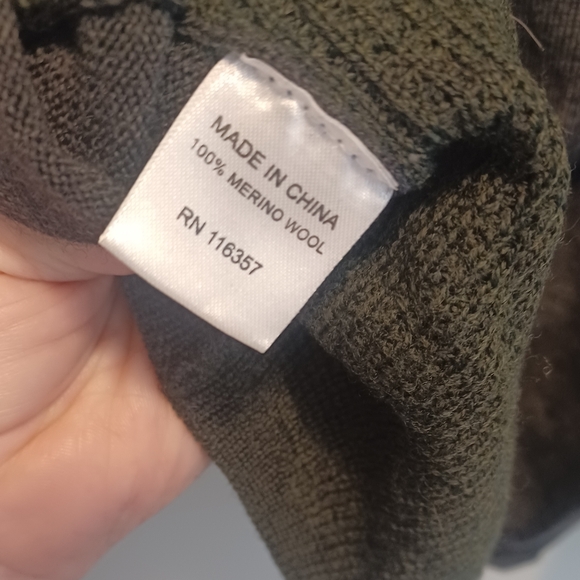 MADE IN CHINA
100% MERINO WOOL
RN 116357